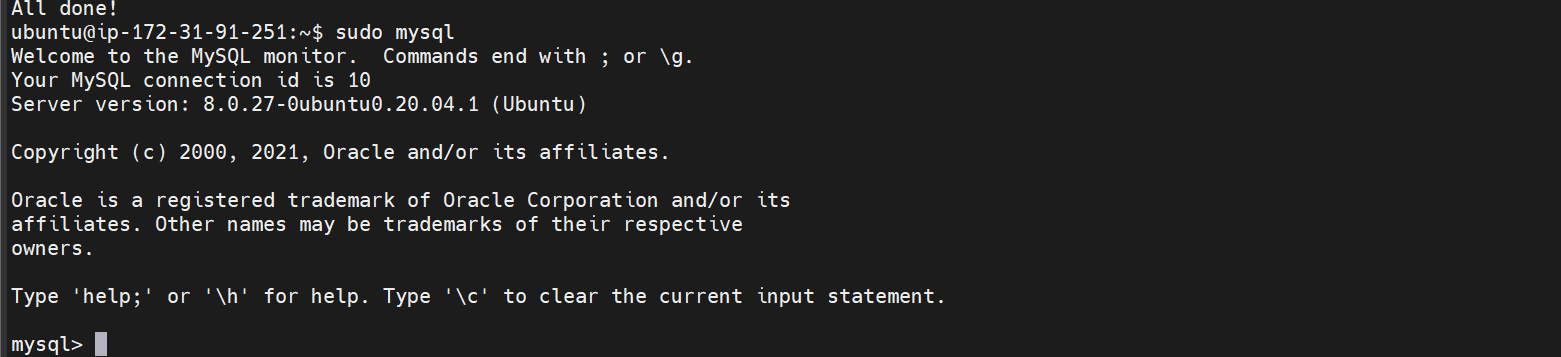 All done!
ubuntu@ip-172-31-91-251:~$ sudo mysql
Welcome to the MySQL monitor.  Commands end with ; or \g.
Your MySQL connection id is 10
Server version: 8.0.27-0ubuntu0.20.04.1 (Ubuntu)
Copyright (c) 2000, 2021, Oracle and/or its affiliates.
Oracle is a registered trademark of Oracle Corporation and/or its
affiliates. Other names may be trademarks of their respective
owners.
Type 'help;' or '\h' for help. Type '\c' to clear the current input statement.
mysql>